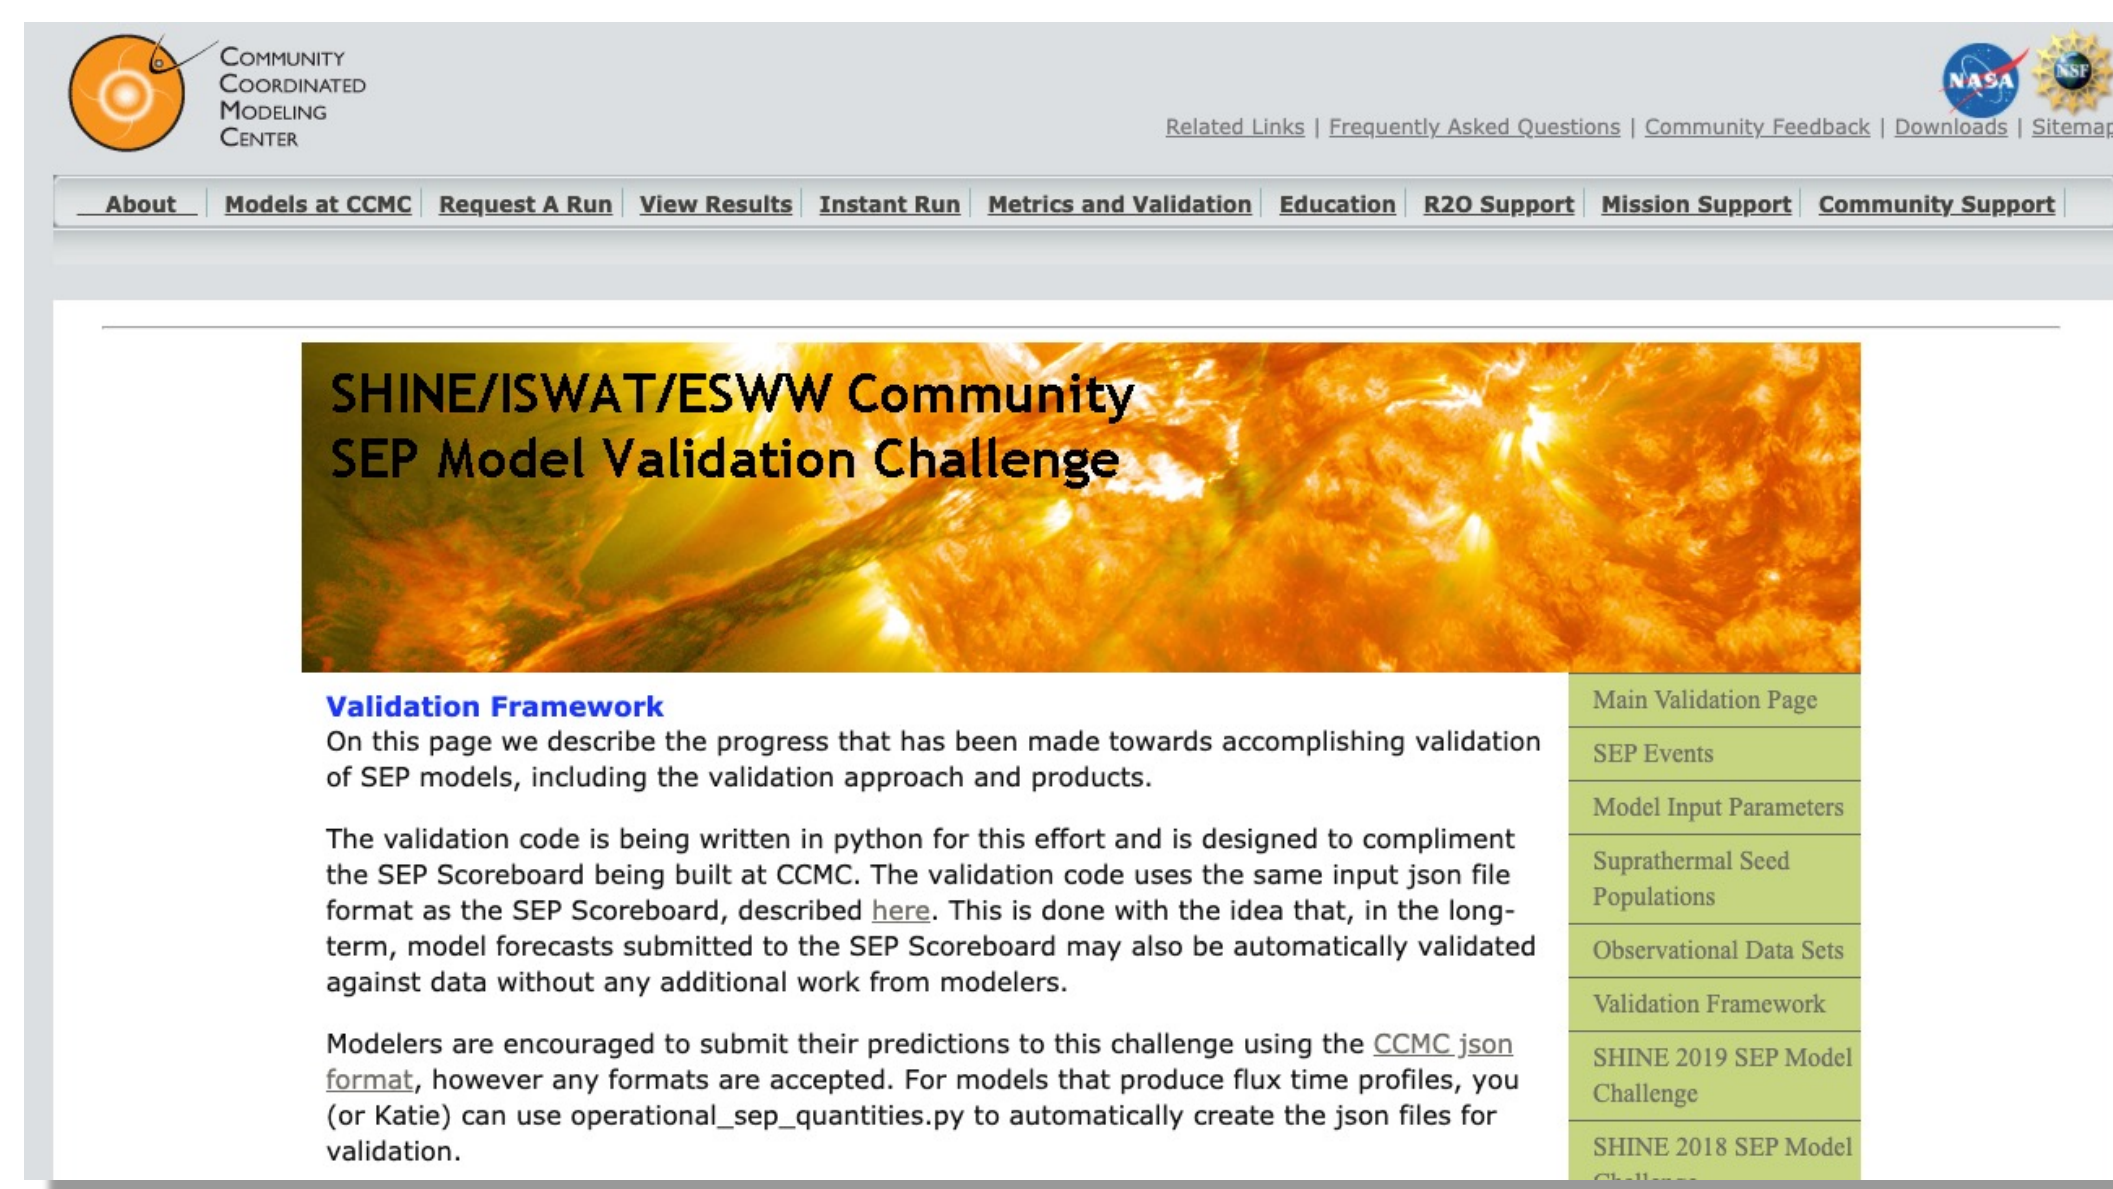 COMMUNITY
COORDINATED
MODELING
CENTER
NASA
NSF
Related Links | Frequently Asked Questions | Community Feedback | Downloads | Sitemap
About | Models at CCMC | Request A Run | View Results | Instant Run | Metrics and Validation | Education | R2O Support | Mission Support | Community Support
SHINE/ISWAT/ESWW Community
SEP Model Validation Challenge
Validation Framework
On this page we describe the progress that has been made towards accomplishing validation
of SEP models, including the validation approach and products.
The validation code is being written in python for this effort and is designed to compliment
the SEP Scoreboard being built at CCMC. The validation code uses the same input json file
format as the SEP Scoreboard, described here. This is done with the idea that, in the long-
term, model forecasts submitted to the SEP Scoreboard may also be automatically validated
against data without any additional work from modelers.
Modelers are encouraged to submit their predictions to this challenge using the CCMC json
format, however any formats are accepted. For models that produce flux time profiles, you
(or Katie) can use operational_sep_quantities.py to automatically create the json files for
validation.
Main Validation Page
SEP Events
Model Input Parameters
Suprathermal Seed
Populations
Observational Data Sets
Validation Framework
SHINE 2019 SEP Model
Challenge
SHINE 2018 SEP Model